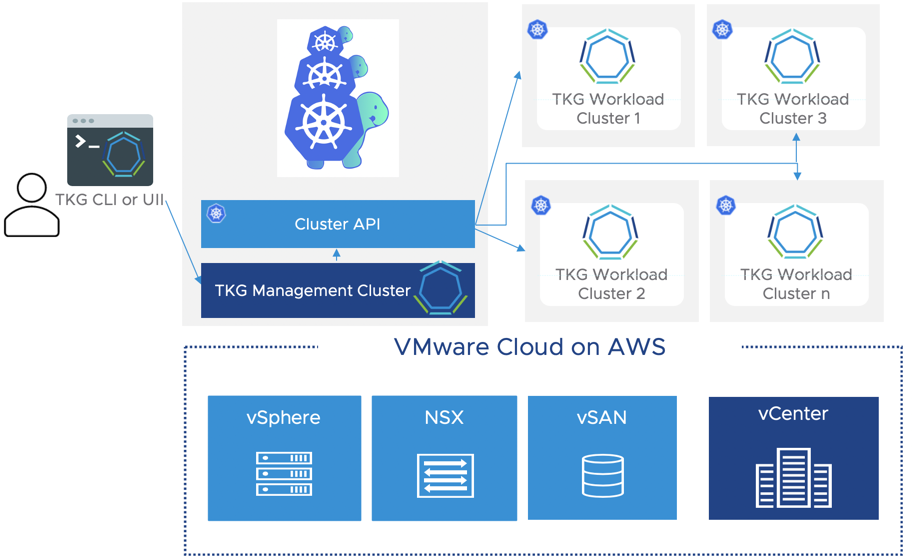 TKG CLI or UII
Cluster API
TKG Management Cluster
TKG Workload
Cluster 1
TKG Workload
Cluster 3
TKG Workload
Cluster 2
TKG Workload
Cluster n
VMware Cloud on AWS
vSphere
NSX
vSAN
vCenter